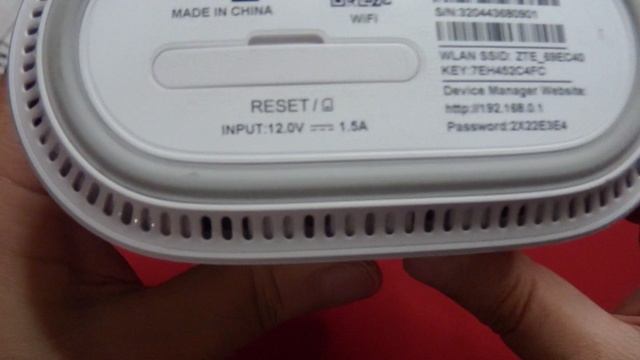 MADE IN CHINA
WiFi
RESET/
INPUT:12.0V 1.5A
S/N:320443680901
WLAN SSID: ZTE_69EC40
KEY:7EH452C4FC
Device Manager Website:
http://192.168.0.1
Password:2X22E3E4